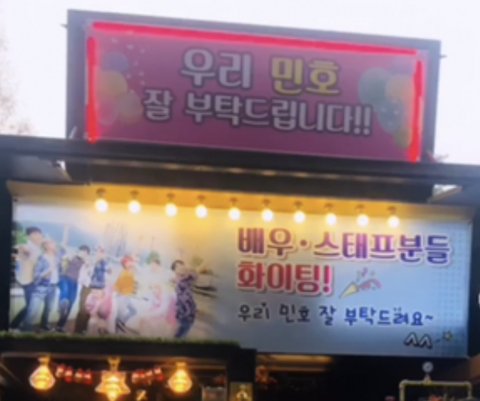 우리 민호
잘 부탁드립니다!!
배우·스태프분들
화이팅!
우리 민호 잘 부탁드려요~